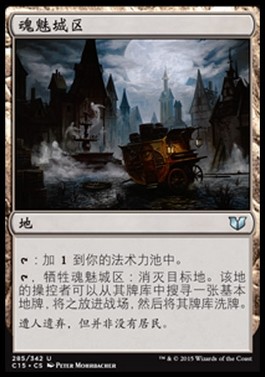 魂魅城区
地
：加 1 到你的法术力池中。
，牺牲魂魅城区：消灭目标地。该地
的操控者可以从其牌库中搜寻一张基本
地牌，将之放进战场，然后将其牌库洗牌。
遭人遗弃，但并非没有居民。
285/342 U
C15 • CS PETER MOHRBACHER
™ & © 2015 Wizards of the Coast